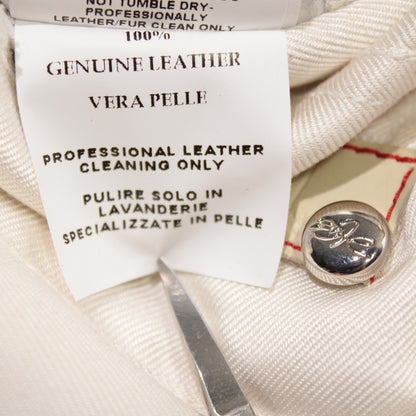 NOT TUMBLE DRY-
PROFESSIONALLY
LEATHER/FUR CLEAN ONLY
100%
GENUINE LEATHER
VERA PELLE
PROFESSIONAL LEATHER
CLEANING ONLY
PULIRE SOLO IN
LAVANDERIE
SPECIALIZZATE IN PELLE